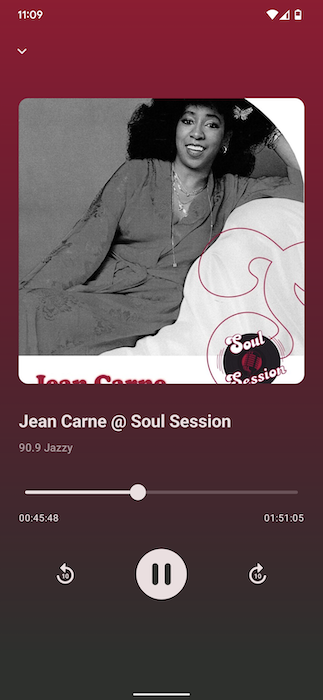 11:09
Jean Carne
Soul
Session
Jean Carne @ Soul Session
90.9 Jazzy
00:45:48
01:51:05
10
10